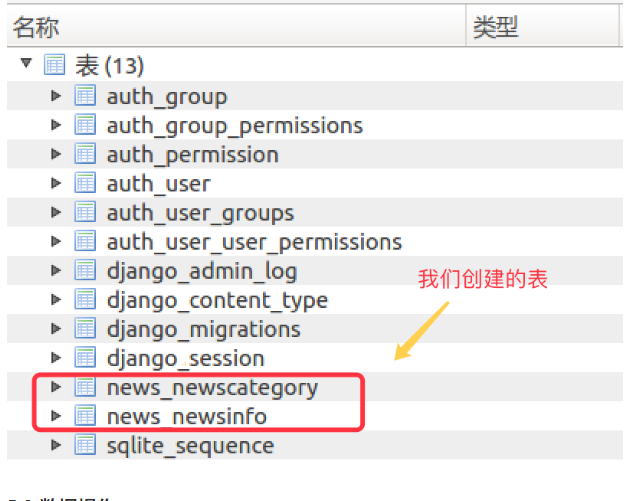 名称 类型
表 (13)
auth_group
auth_group_permissions
auth_permission
auth_user
auth_user_groups
auth_user_user_permissions
django_admin_log
我们创建的表
django_content_type
django_migrations
django_session
news_newscategory
news_newsinfo
sqlite_sequence